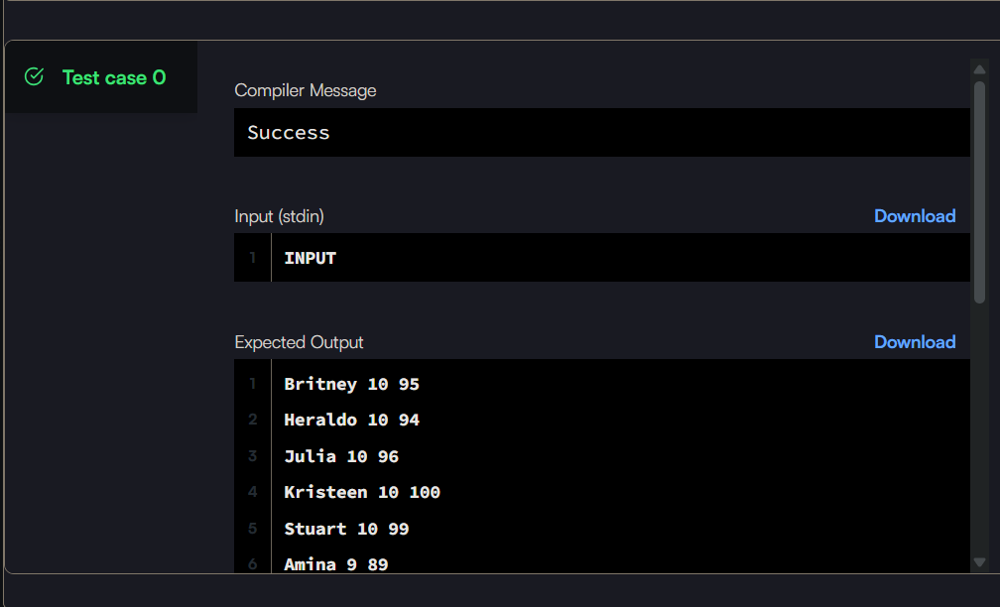 Test case 0
Compiler Message
Success
Input (stdin)
Download
1 INPUT
Expected Output
Download
1 Britney 10 95
2 Heraldo 10 94
3 Julia 10 96
4 Kristeen 10 100
5 Stuart 10 99
6 Amina 9 89